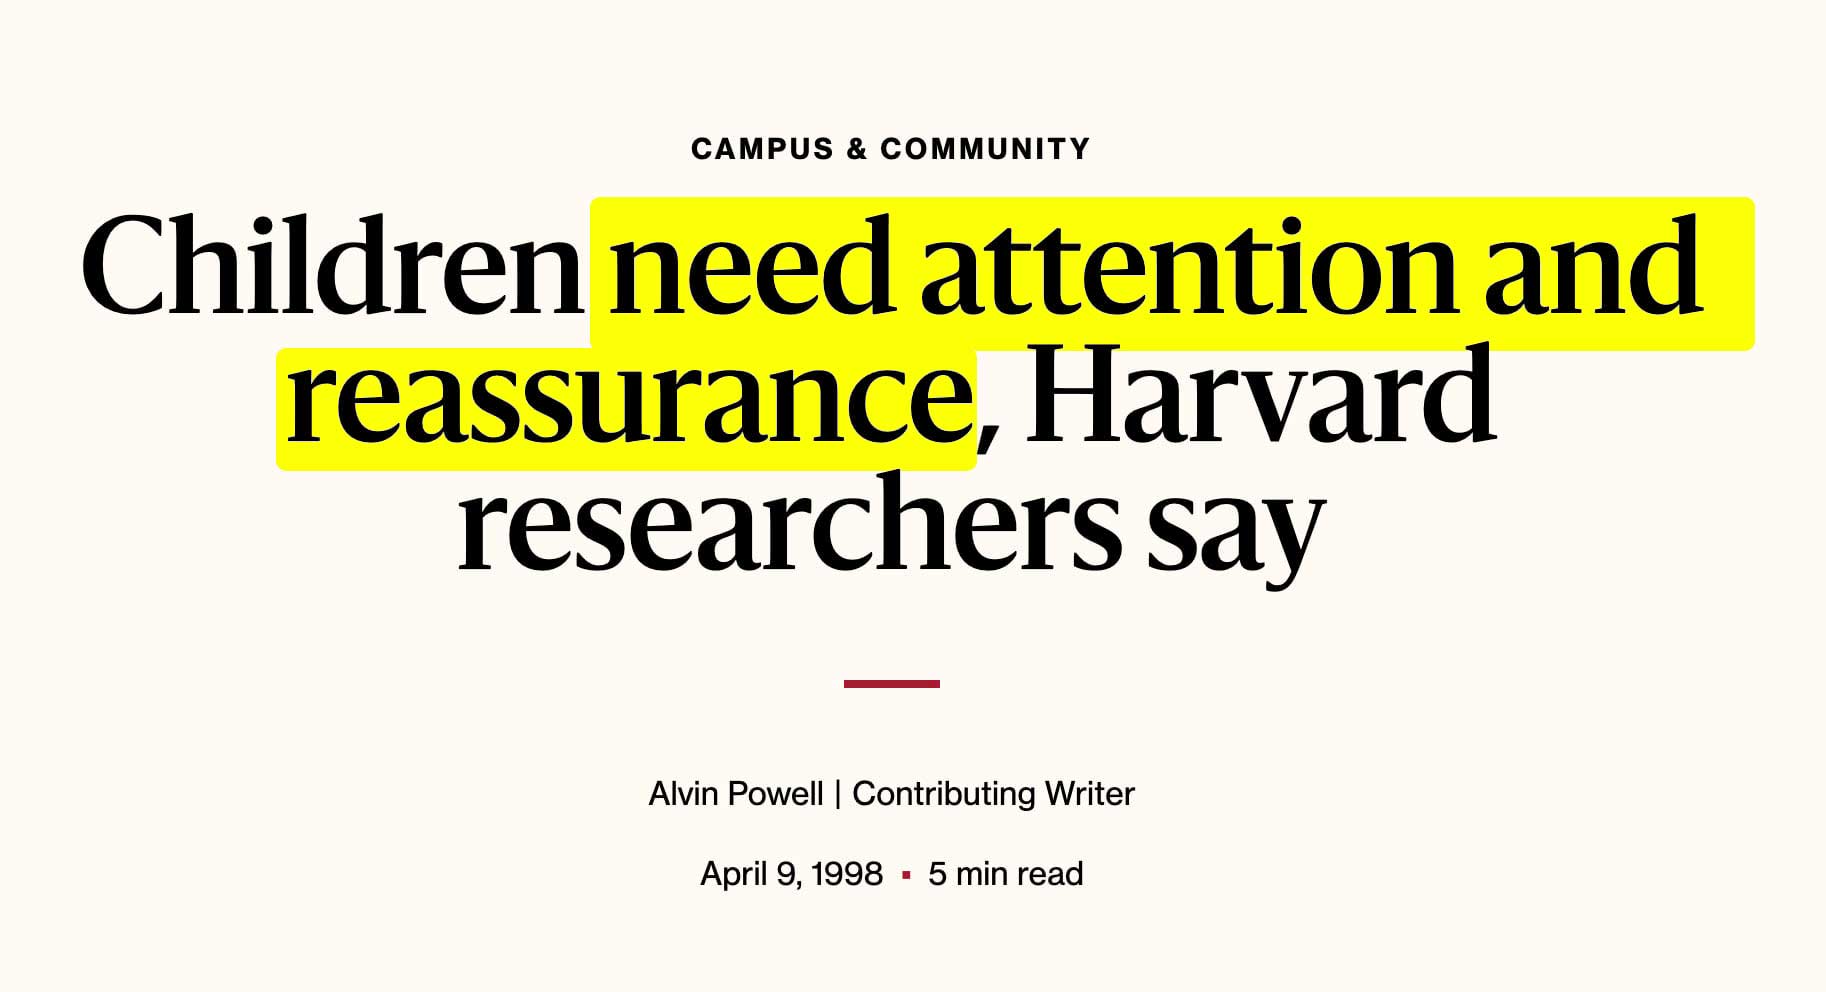 CAMPUS & COMMUNITY
Children need attention and
reassurance, Harvard
researchers say
Alvin Powell | Contributing Writer
April 9, 1998 ▪ 5 min read